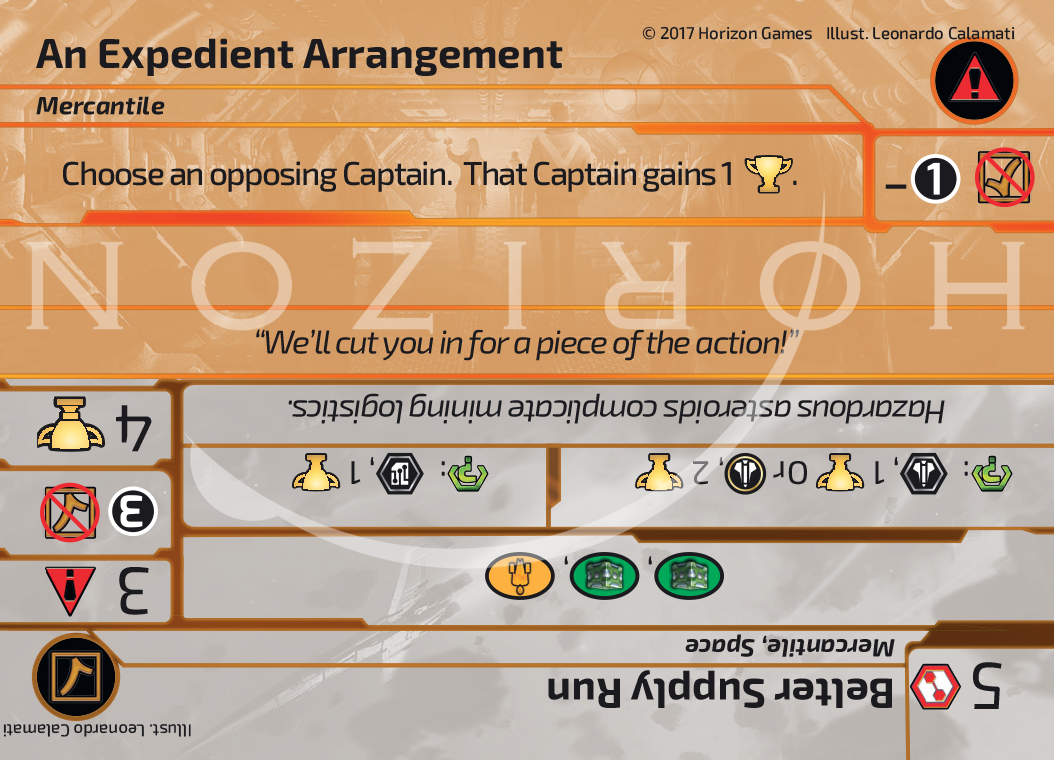 © 2017 Horizon Games Illust. Leonardo Calamati
An Expedient Arrangement
Mercantile
Choose an opposing Captain. That Captain gains 1 .
–1
HORIZON
“We’ll cut you in for a piece of the action!”
5
Belter Supply Run
Illust. Leonardo Calamati
Mercantile, Space
, ,
3
: , 1 Or , 2
: , 1
3
Hazardous asteroids complicate mining logistics.
4